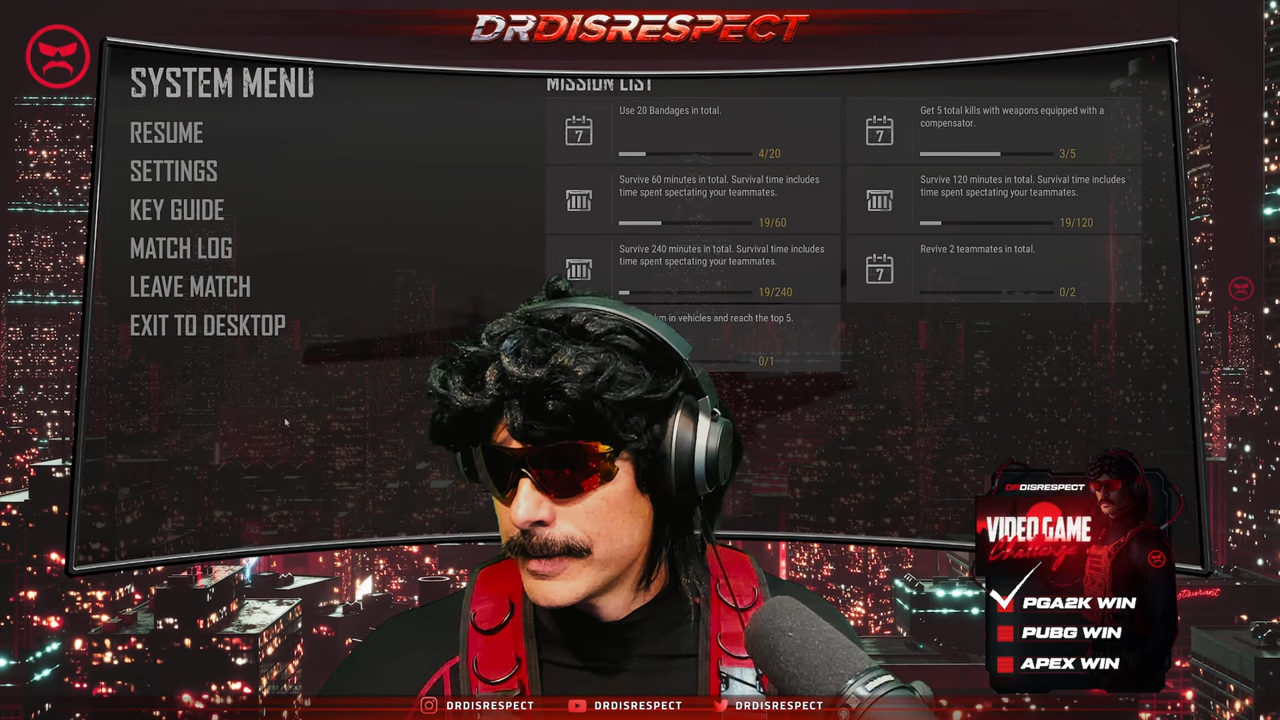 DRDISRESPECT
SYSTEM MENU
RESUME
SETTINGS
KEY GUIDE
MATCH LOG
LEAVE MATCH
EXIT TO DESKTOP
MISSION LIST
7
Use 20 Bandages in total.
4/20
7
Get 5 total kills with weapons equipped with a
compensator.
3/5
Survive 60 minutes in total. Survival time includes
time spent spectating your teammates.
19/60
Survive 120 minutes in total. Survival time includes
time spent spectating your teammates.
19/120
Survive 240 minutes in total. Survival time includes
time spent spectating your teammates.
19/240
7
Revive 2 teammates in total.
0/2
km in vehicles and reach the top 5.
0/1
DRDISRESPECT
VIDEO GAME
Challenge
PGA2K WIN
PUBG WIN
APEX WIN
DRDISRESPECT
DRDISRESPECT
DRDISRESPECT